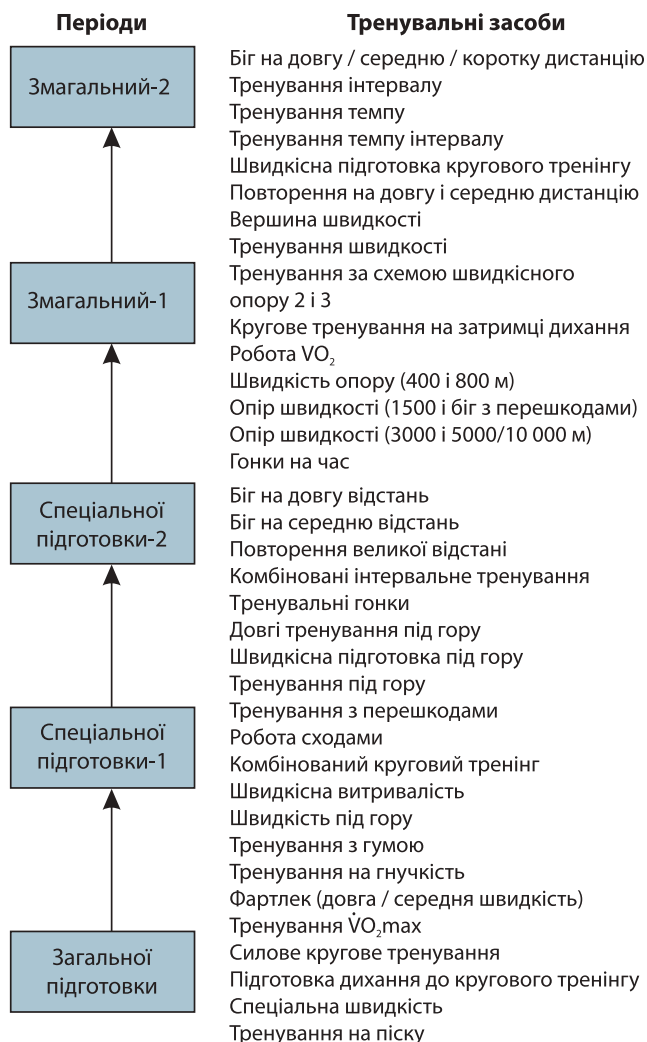 Періоди
Тренувальні засоби
Змагальний-2
Змагальний-1
Спеціальної
підготовки-2
Спеціальної
підготовки-1
Загальної
підготовки
Біг на довгу / середню / коротку дистанцію
Тренування інтервалу
Тренування темпу
Тренування темпу інтервалу
Швидкісна підготовка кругового тренінгу
Повторення на довгу і середню дистанцію
Вершина швидкості
Тренування швидкості
Тренування за схемою швидкісного
опору 2 і 3
Кругове тренування на затримці дихання
Робота VO₂
Швидкість опору (400 і 800 м)
Опір швидкості (1500 і біг з перешкодами)
Опір швидкості (3000 і 5000/10 000 м)
Гонки на час
Біг на довгу відстань
Біг на середню відстань
Повторення великої відстані
Комбіновані інтервальне тренування
Тренувальні гонки
Довгі тренування під гору
Швидкісна підготовка під гору
Тренування під гору
Тренування з перешкодами
Робота сходами
Комбінований круговий тренінг
Швидкісна витривалість
Швидкість під гору
Тренування з гумою
Тренування на гнучкість
Фартлек (довга / середня швидкість)
Тренування V̇O₂max
Силове кругове тренування
Підготовка дихання до кругового тренінгу
Спеціальна швидкість
Тренування на піску